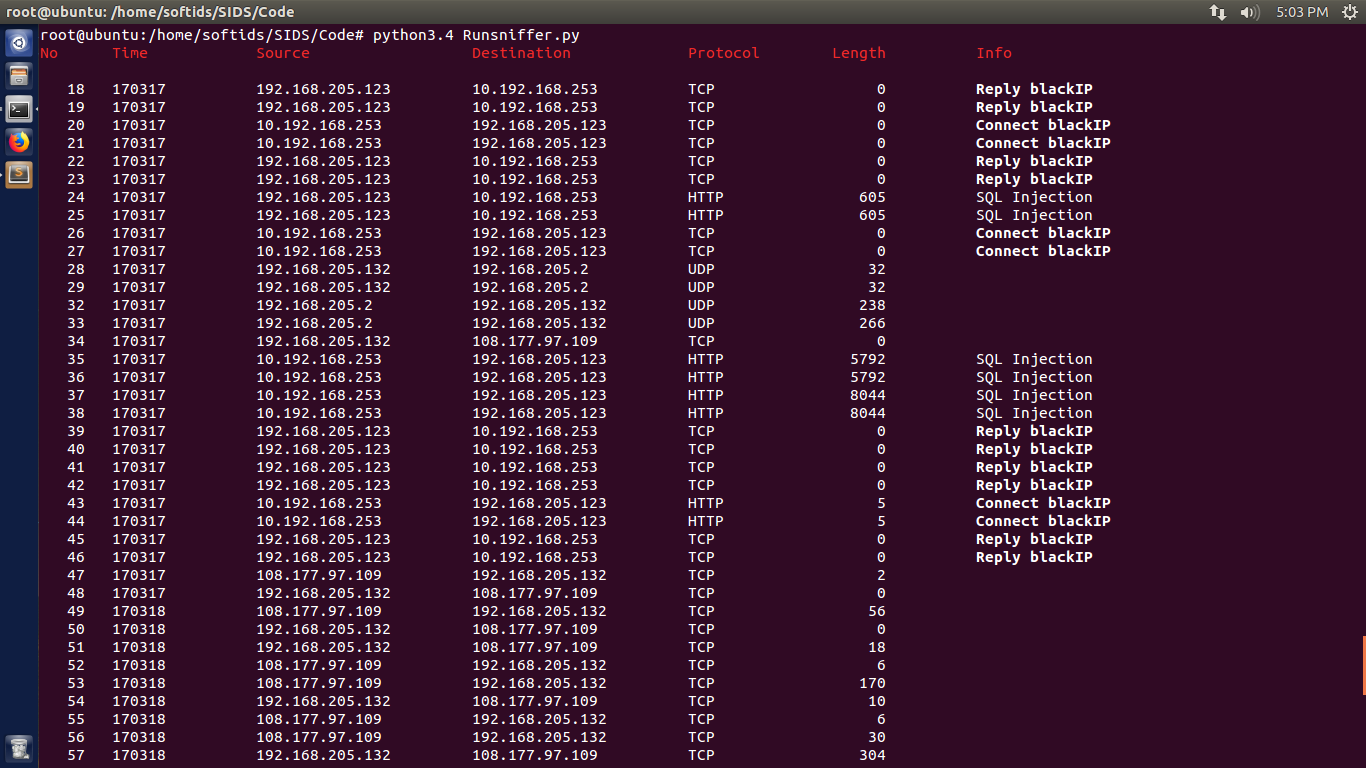 root@ubuntu: /home/softids/SIDS/Code 5:03 PM
root@ubuntu:/home/softids/SIDS/Code# python3.4 Runsniffer.py
No Time Source Destination Protocol Length Info
18 170317 192.168.205.123 10.192.168.253 TCP 0 Reply blackIP
19 170317 192.168.205.123 10.192.168.253 TCP 0 Reply blackIP
20 170317 10.192.168.253 192.168.205.123 TCP 0 Connect blackIP
21 170317 10.192.168.253 192.168.205.123 TCP 0 Connect blackIP
22 170317 192.168.205.123 10.192.168.253 TCP 0 Reply blackIP
23 170317 192.168.205.123 10.192.168.253 TCP 0 Reply blackIP
24 170317 192.168.205.123 10.192.168.253 HTTP 605 SQL Injection
25 170317 192.168.205.123 10.192.168.253 HTTP 605 SQL Injection
26 170317 10.192.168.253 192.168.205.123 TCP 0 Connect blackIP
27 170317 10.192.168.253 192.168.205.123 TCP 0 Connect blackIP
28 170317 192.168.205.132 192.168.205.2 UDP 32
29 170317 192.168.205.132 192.168.205.2 UDP 32
32 170317 192.168.205.2 192.168.205.132 UDP 238
33 170317 192.168.205.2 192.168.205.132 UDP 266
34 170317 192.168.205.132 108.177.97.109 TCP 0
35 170317 10.192.168.253 192.168.205.123 HTTP 5792 SQL Injection
36 170317 10.192.168.253 192.168.205.123 HTTP 5792 SQL Injection
37 170317 10.192.168.253 192.168.205.123 HTTP 8044 SQL Injection
38 170317 10.192.168.253 192.168.205.123 HTTP 8044 SQL Injection
39 170317 192.168.205.123 10.192.168.253 TCP 0 Reply blackIP
40 170317 192.168.205.123 10.192.168.253 TCP 0 Reply blackIP
41 170317 192.168.205.123 10.192.168.253 TCP 0 Reply blackIP
42 170317 192.168.205.123 10.192.168.253 TCP 0 Reply blackIP
43 170317 10.192.168.253 192.168.205.123 HTTP 5 Connect blackIP
44 170317 10.192.168.253 192.168.205.123 HTTP 5 Connect blackIP
45 170317 192.168.205.123 10.192.168.253 TCP 0 Reply blackIP
46 170317 192.168.205.123 10.192.168.253 TCP 0 Reply blackIP
47 170317 108.177.97.109 192.168.205.132 TCP 2
48 170317 192.168.205.132 108.177.97.109 TCP 0
49 170318 108.177.97.109 192.168.205.132 TCP 56
50 170318 192.168.205.132 108.177.97.109 TCP 0
51 170318 192.168.205.132 108.177.97.109 TCP 18
52 170318 108.177.97.109 192.168.205.132 TCP 6
53 170318 108.177.97.109 192.168.205.132 TCP 170
54 170318 192.168.205.132 108.177.97.109 TCP 10
55 170318 108.177.97.109 192.168.205.132 TCP 6
56 170318 108.177.97.109 192.168.205.132 TCP 30
57 170318 192.168.205.132 108.177.97.109 TCP 304